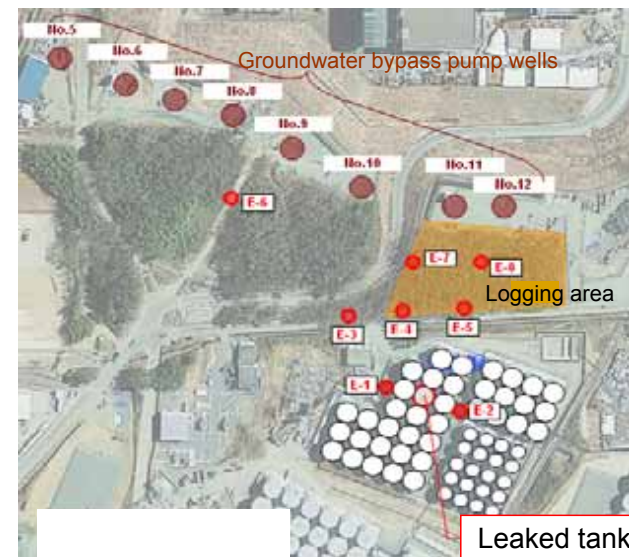 No.5
No.6
No.7
No.8
No.9
No.10
No.11
No.12
Groundwater bypass pump wells
E-6
E-7
E-8
Logging area
E-3
E-4
E-5
E-1
E-2
Leaked tank